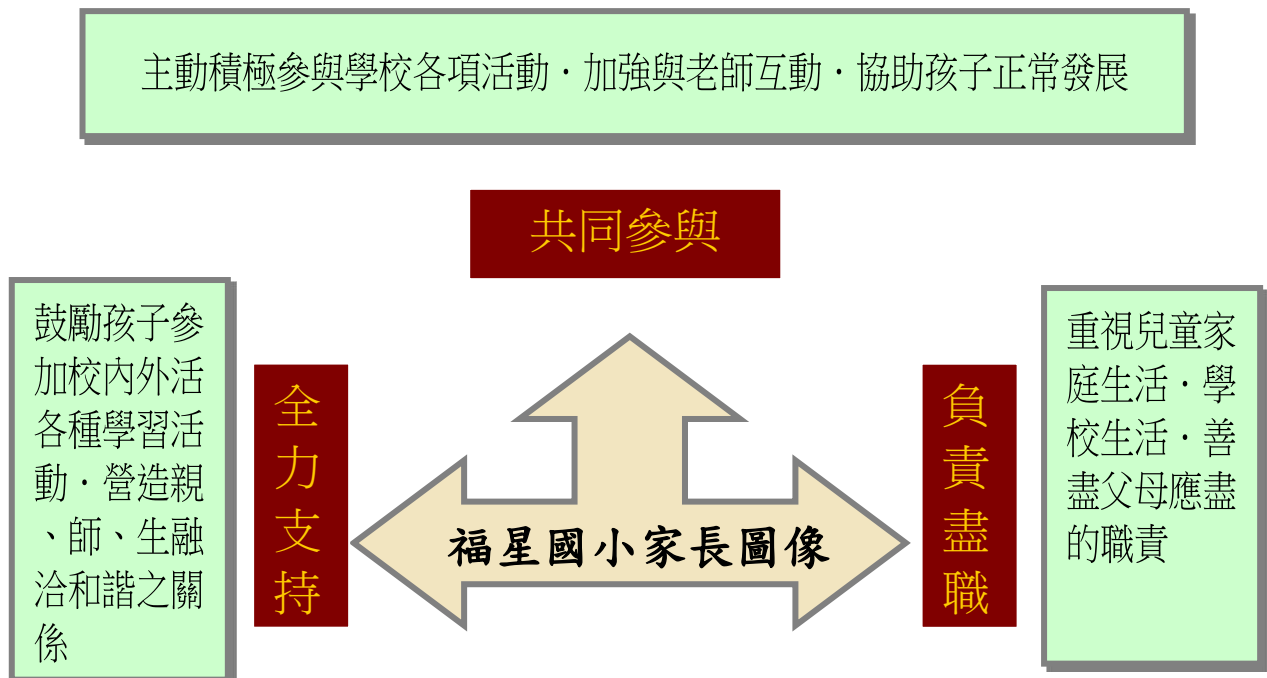 主動積極參與學校各項活動．加強與老師互動．協助孩子正常發展
共同參與
鼓勵孩子參
加校內外活
各種學習活
動．營造親
、師、生融
洽和諧之關
係
全
力
支
持
福星國小家長圖像
負
責
盡
職
重視兒童家
庭生活．學
校生活．善
盡父母應盡
的職責